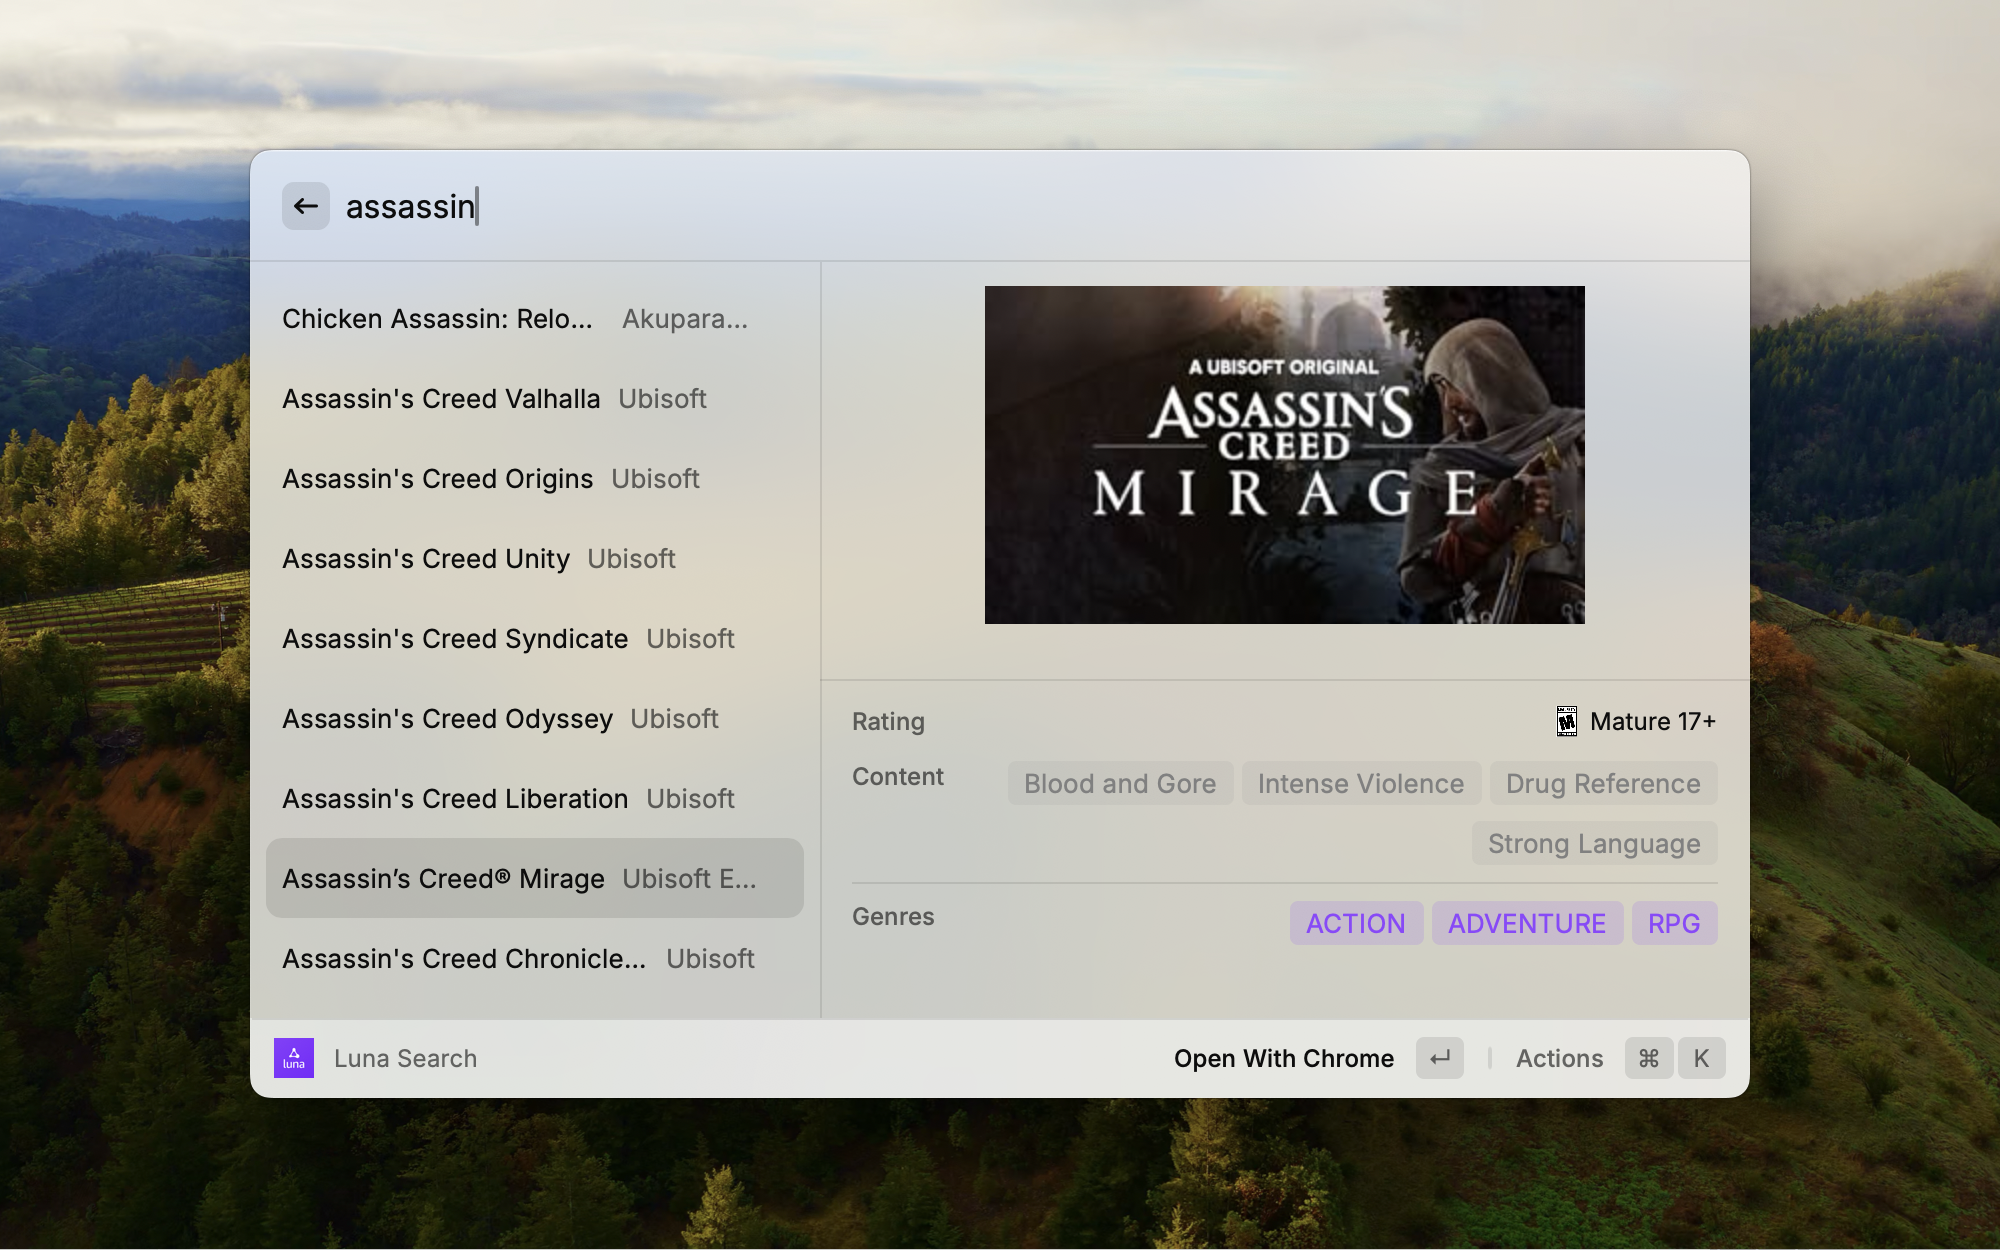 assassin
Chicken Assassin: Relo... Akupara...
Assassin's Creed Valhalla Ubisoft
Assassin's Creed Origins Ubisoft
Assassin's Creed Unity Ubisoft
Assassin's Creed Syndicate Ubisoft
Assassin's Creed Odyssey Ubisoft
Assassin's Creed Liberation Ubisoft
Assassin’s Creed® Mirage Ubisoft E...
Assassin's Creed Chronicle... Ubisoft
A UBISOFT ORIGINAL
ASSASSIN'S
CREED
MIRAGE
Rating M Mature 17+
Content Blood and Gore Intense Violence Drug Reference
Strong Language
Genres ACTION ADVENTURE RPG
luna Luna Search Open With Chrome ↵ Actions ⌘ K